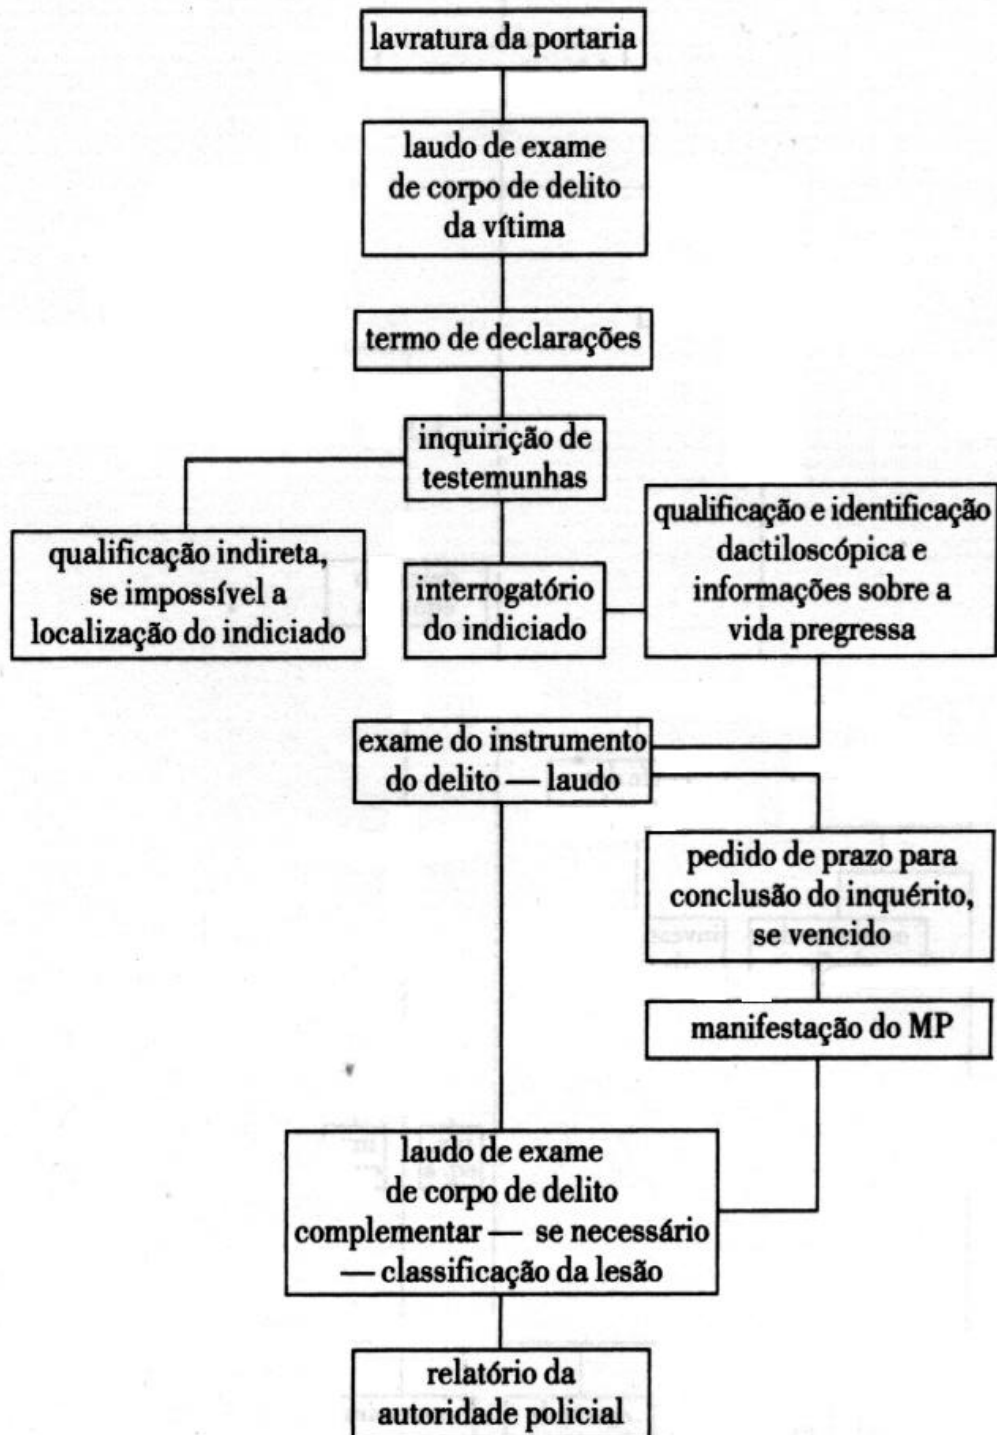 lavratura da portaria
laudo de exame
de corpo de delito
da vítima
termo de declarações
inquirição de
testemunhas
qualificação indireta,
se impossível a
localização do indiciado
interrogatório
do indiciado
qualificação e identificação
dactiloscópica e
informações sobre a
vida pregressa
exame do instrumento
do delito — laudo
pedido de prazo para
conclusão do inquérito,
se vencido
manifestação do MP
laudo de exame
de corpo de delito
complementar — se necessário
— classificação da lesão
relatório da
autoridade policial